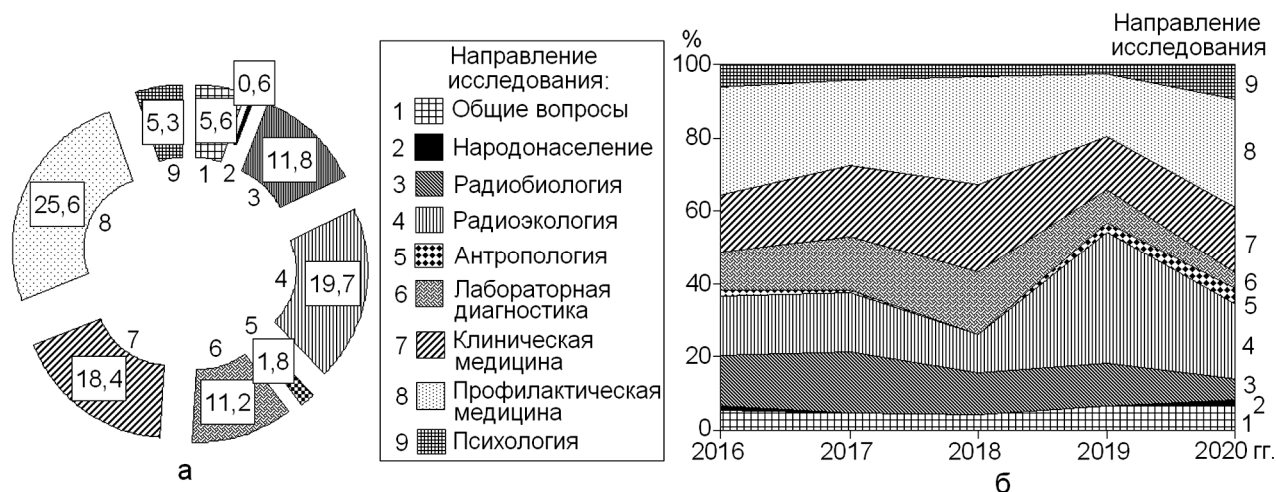 0,6
5,3
5,6
11,8
25,6
19,7
18,4
11,2
1,8
9
1
2
3
8
4
5
7
6
а
Направление
исследования:
1 Общие вопросы
2 Народонаселение
3 Радиобиология
4 Радиоэкология
5 Антропология
6 Лабораторная
диагностика
7 Клиническая
медицина
8 Профилактическая
медицина
9 Психология
Направление
исследования
%
100
80
60
40
20
0
9
8
7
6
5
4
3
2
1
2016 2017 2018 2019 2020 гг.
б